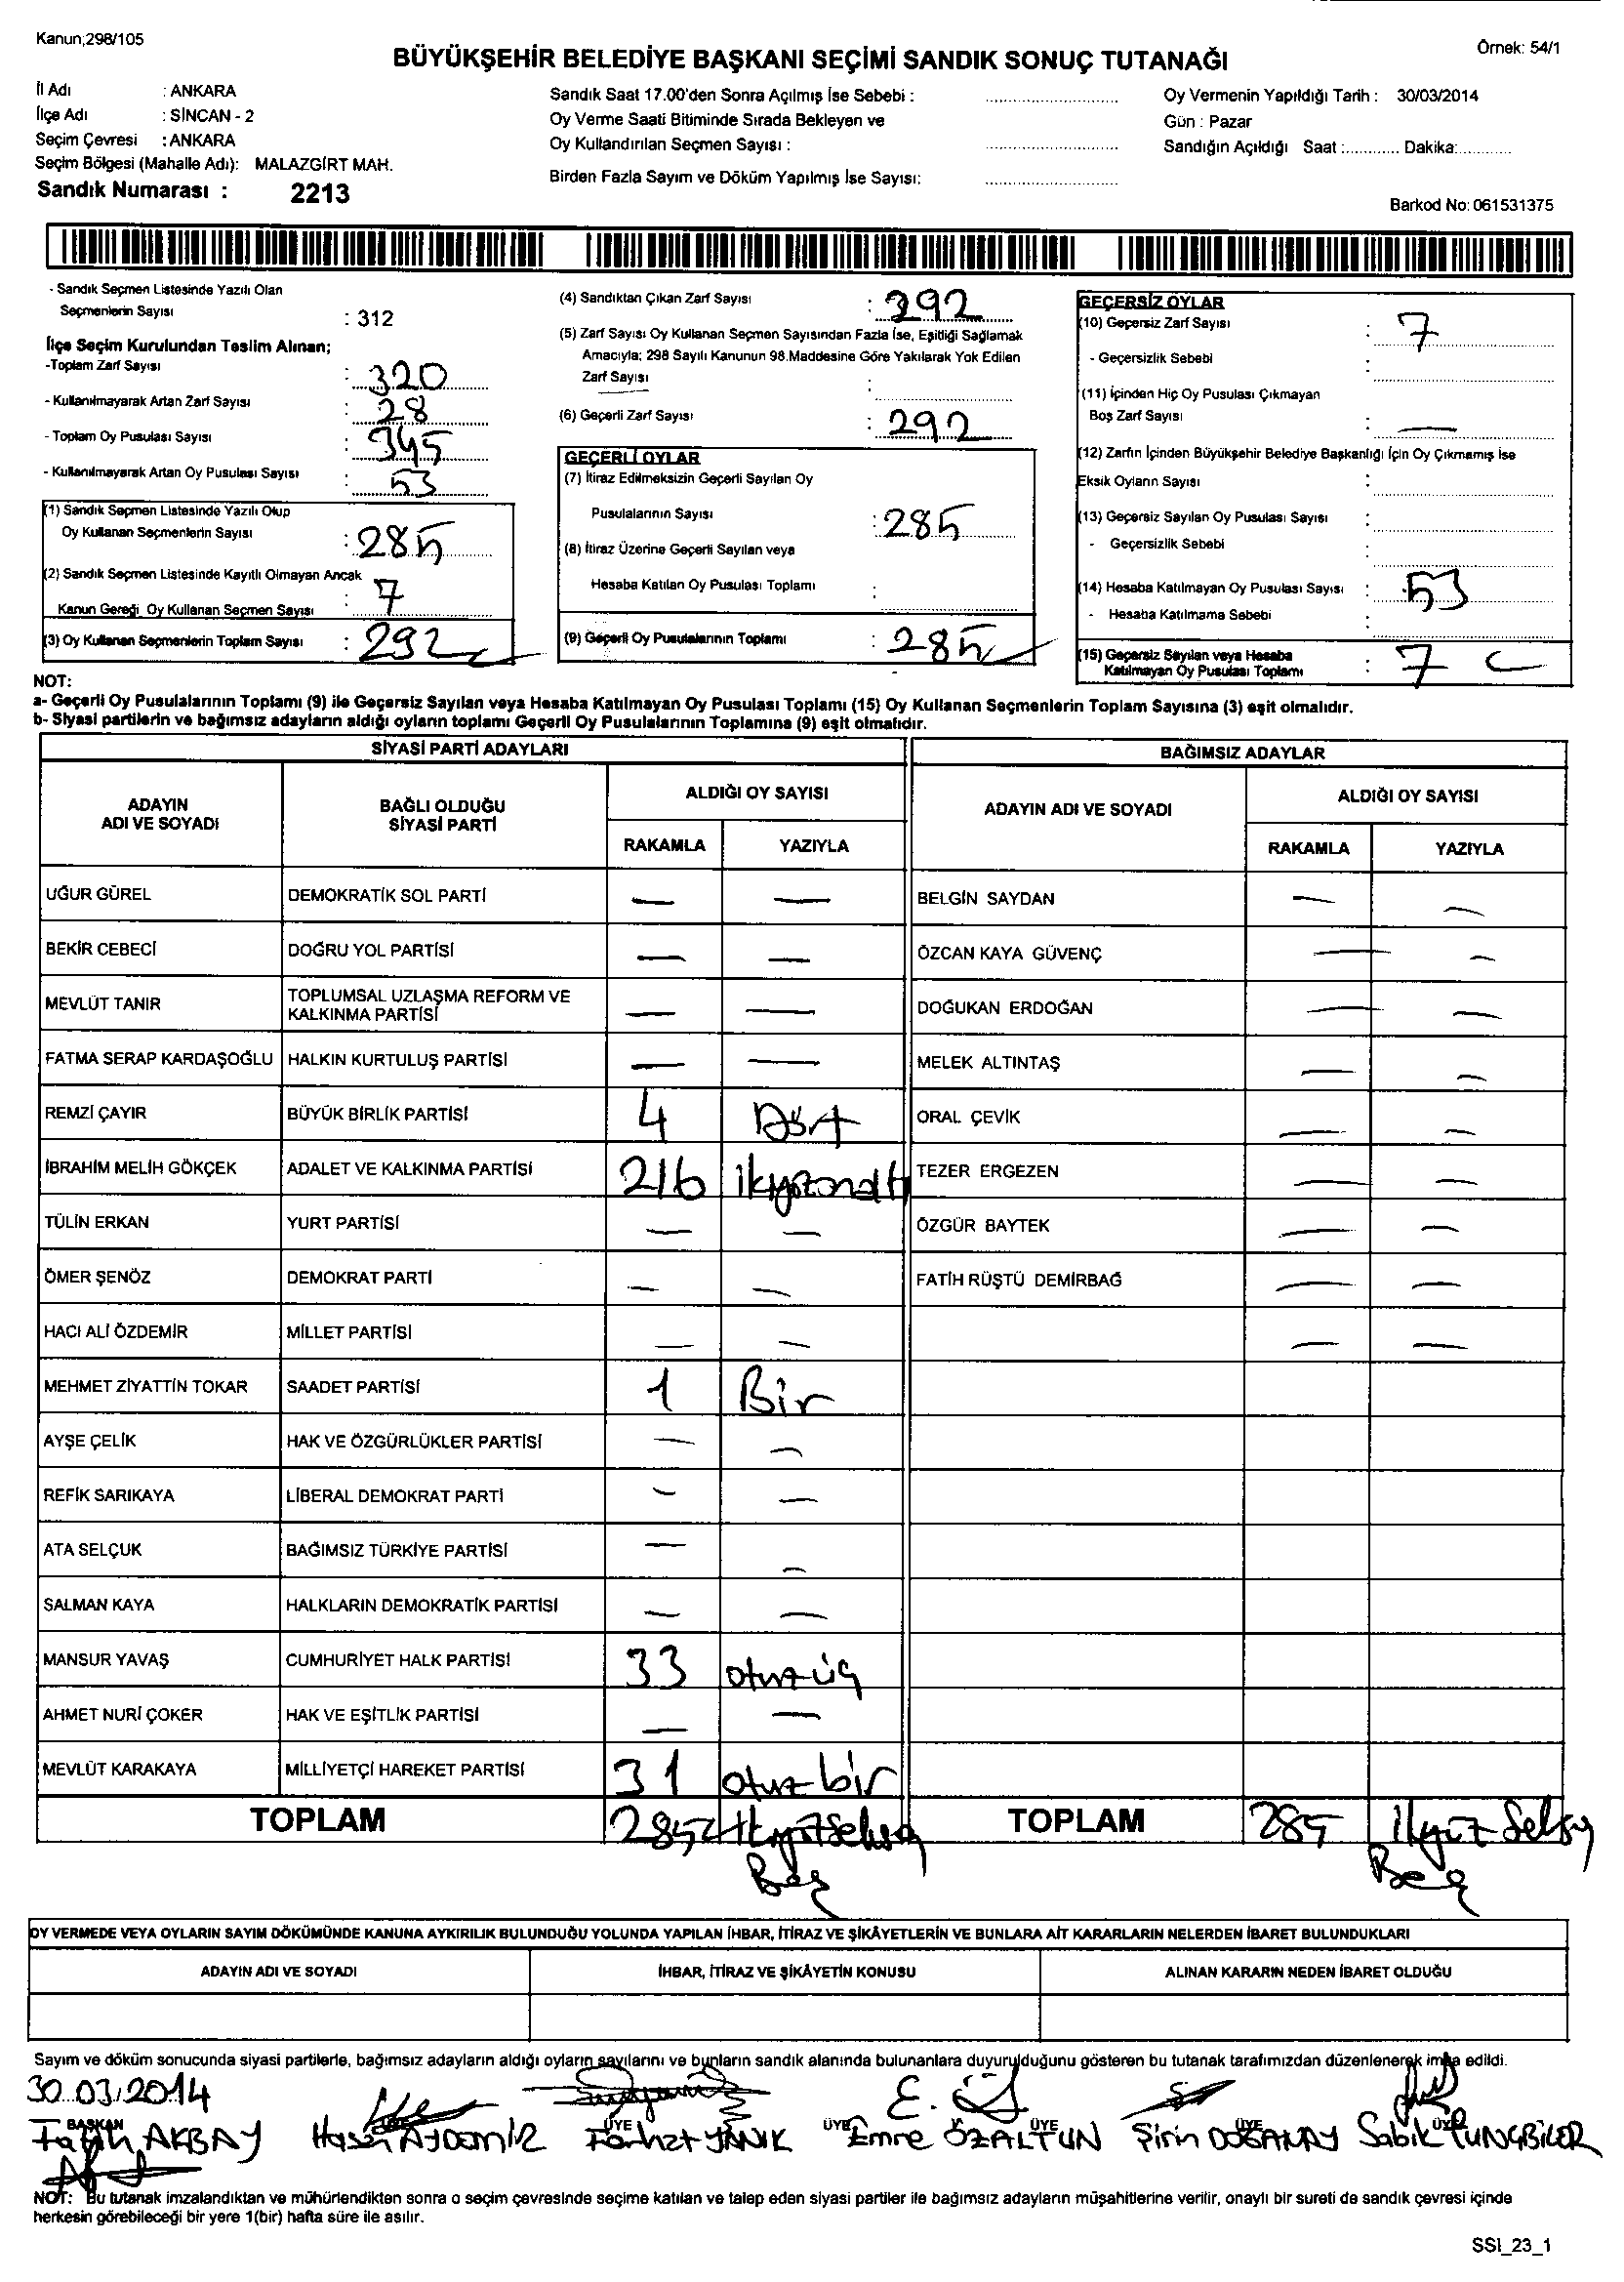 Kanun;298/105
Örnek: 54/1
BÜYÜKŞEHİR BELEDİYE BAŞKANI SEÇİMİ SANDIK SONUÇ TUTANAĞI
İl Adı : ANKARA
İlçe Adı : SİNCAN - 2
Seçim Çevresi : ANKARA
Seçim Bölgesi (Mahalle Adı): MALAZGİRT MAH.
Sandık Numarası : 2213
Sandık Saat 17.00'den Sonra Açılmış İse Sebebi :
Oy Verme Saati Bitiminde Sırada Bekleyen ve
Oy Kullandırılan Seçmen Sayısı :
Birden Fazla Sayım ve Döküm Yapılmış İse Sayısı:
Oy Vermenin Yapıldığı Tarih : 30/03/2014
Gün : Pazar
Sandığın Açıldığı Saat :............ Dakika:............
Barkod No: 061531375
- Sandık Seçmen Listesinde Yazılı Olan
Seçmenlerin Sayısı : 312
İlçe Seçim Kurulundan Teslim Alınan;
-Toplam Zarf Sayısı : 320
- Kullanılmayarak Artan Zarf Sayısı : 28
- Toplam Oy Pusulası Sayısı : 345
- Kullanılmayarak Artan Oy Pusulası Sayısı : 53
(1) Sandık Seçmen Listesinde Yazılı Olup
Oy Kullanan Seçmenlerin Sayısı : 285
(2) Sandık Seçmen Listesinde Kayıtlı Olmayan Ancak
Kanun Gereği Oy Kullanan Seçmen Sayısı : 7
(3) Oy Kullanan Seçmenlerin Toplam Sayısı : 292
(4) Sandıktan Çıkan Zarf Sayısı : 292
(5) Zarf Sayısı Oy Kullanan Seçmen Sayısından Fazla İse, Eşitliği Sağlamak
Amacıyla; 298 Sayılı Kanunun 98.Maddesine Göre Yakılarak Yok Edilen
Zarf Sayısı :
(6) Geçerli Zarf Sayısı : 292
GEÇERLİ OYLAR
(7) İtiraz Edilmeksizin Geçerli Sayılan Oy
Pusulalarının Sayısı : 285
(8) İtiraz Üzerine Geçerli Sayılan veya
Hesaba Katılan Oy Pusulası Toplamı :
(9) Geçerli Oy Pusulalarının Toplamı : 285
GEÇERSİZ OYLAR
(10) Geçersiz Zarf Sayısı : 7
- Geçersizlik Sebebi :
(11) İçinden Hiç Oy Pusulası Çıkmayan
Boş Zarf Sayısı : —
(12) Zarfın İçinden Büyükşehir Belediye Başkanlığı İçin Oy Çıkmamış İse
Eksik Oyların Sayısı :
(13) Geçersiz Sayılan Oy Pusulası Sayısı :
- Geçersizlik Sebebi :
(14) Hesaba Katılmayan Oy Pusulası Sayısı : 53
- Hesaba Katılmama Sebebi :
(15) Geçersiz Sayılan veya Hesaba
Katılmayan Oy Pusulası Toplamı : 7
NOT:
a- Geçerli Oy Pusulalarının Toplamı (9) ile Geçersiz Sayılan veya Hesaba Katılmayan Oy Pusulası Toplamı (15) Oy Kullanan Seçmenlerin Toplam Sayısına (3) eşit olmalıdır.
b- Siyasi partilerin ve bağımsız adayların aldığı oyların toplamı Geçerli Oy Pusulalarının Toplamına (9) eşit olmalıdır.
SİYASİ PARTİ ADAYLARI
ADAYIN ADI VE SOYADI
BAĞLI OLDUĞU SİYASİ PARTİ
ALDIĞI OY SAYISI
RAKAMLA YAZIYLA
UĞUR GÜREL DEMOKRATİK SOL PARTİ — —
BEKİR CEBECİ DOĞRU YOL PARTİSİ — —
MEVLÜT TANIR TOPLUMSAL UZLAŞMA REFORM VE KALKINMA PARTİSİ — —
FATMA SERAP KARDAŞOĞLU HALKIN KURTULUŞ PARTİSİ — —
REMZİ ÇAYIR BÜYÜK BİRLİK PARTİSİ 4 Dört
İBRAHİM MELİH GÖKÇEK ADALET VE KALKINMA PARTİSİ 216 ikiyüzonaltı
TÜLİN ERKAN YURT PARTİSİ — —
ÖMER ŞENÖZ DEMOKRAT PARTİ — —
HACI ALİ ÖZDEMİR MİLLET PARTİSİ — —
MEHMET ZİYATTİN TOKAR SAADET PARTİSİ 1 Bir
AYŞE ÇELİK HAK VE ÖZGÜRLÜKLER PARTİSİ — —
REFİK SARIKAYA LİBERAL DEMOKRAT PARTİ — —
ATA SELÇUK BAĞIMSIZ TÜRKİYE PARTİSİ — —
SALMAN KAYA HALKLARIN DEMOKRATİK PARTİSİ — —
MANSUR YAVAŞ CUMHURİYET HALK PARTİSİ 33 otuz üç
AHMET NURİ ÇOKER HAK VE EŞİTLİK PARTİSİ — —
MEVLÜT KARAKAYA MİLLİYETÇİ HAREKET PARTİSİ 31 otuz bir
TOPLAM 285 Beş
BAĞIMSIZ ADAYLAR
ADAYIN ADI VE SOYADI
ALDIĞI OY SAYISI
RAKAMLA YAZIYLA
BELGİN SAYDAN — —
ÖZCAN KAYA GÜVENÇ — —
DOĞUKAN ERDOĞAN — —
MELEK ALTINTAŞ — —
ORAL ÇEVİK — —
TEZER ERGEZEN — —
ÖZGÜR BAYTEK — —
FATİH RÜŞTÜ DEMİRBAĞ — —
— —
TOPLAM 285 Beş
OY VERMEDE VEYA OYLARIN SAYIM DÖKÜMÜNDE KANUNA AYKIRILIK BULUNDUĞU YOLUNDA YAPILAN İHBAR, İTİRAZ VE ŞİKÂYETLERİN VE BUNLARA AİT KARARLARIN NELERDEN İBARET BULUNDUKLARI
ADAYIN ADI VE SOYADI İHBAR, İTİRAZ VE ŞİKÂYETİN KONUSU ALINAN KARARIN NEDEN İBARET OLDUĞU
Sayım ve döküm sonucunda siyasi partilerle, bağımsız adayların aldığı oyların sayılarını ve bunların sandık alanında bulunanlara duyurulduğunu gösteren bu tutanak tarafımızdan düzenlenerek imza edildi.
30.03.2014
BAŞKAN ÜYE ÜYE ÜYE ÜYE ÜYE
Fatih AKBAY Hasan AYDEMİR Ferhat YANIK Emre ÖZALTUN Şirin DOĞANAY Sabik TUNGBİLER
NOT: Bu tutanak imzalandıktan ve mühürlendikten sonra o seçim çevresinde seçime katılan ve talep eden siyasi partiler ile bağımsız adayların müşahitlerine verilir, onaylı bir sureti de sandık çevresi içinde
herkesin görebileceği bir yere 1(bir) hafta süre ile asılır.
SSI_23_1